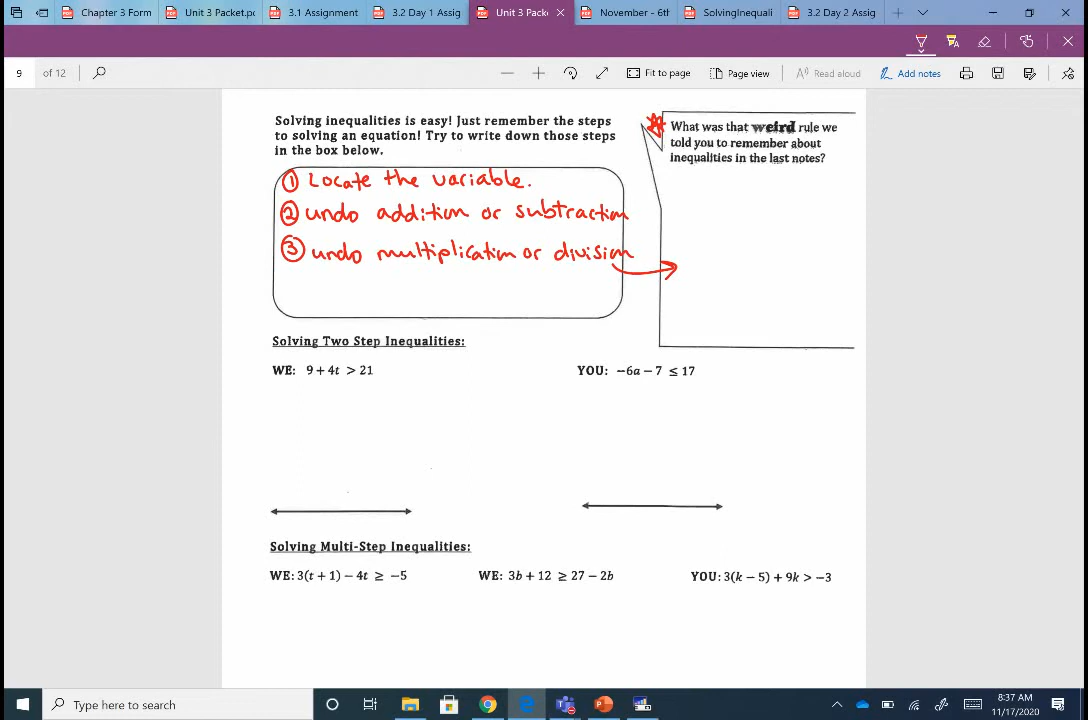 Chapter 3 Form
Unit 3 Packet.pd
3.1 Assignment
3.2 Day 1 Assig
Unit 3 Pack
November - 6th
SolvingInequali
3.2 Day 2 Assig
9 of 12
Fit to page
Page view
Read aloud
Add notes
Solving inequalities is easy! Just remember the steps
to solving an equation! Try to write down those steps
in the box below.
① Locate the variable.
② undo addition or subtraction
③ undo multiplication or division
What was that weird rule we
told you to remember about
inequalities in the last notes?
Solving Two Step Inequalities:
WE: 9 + 4t > 21
YOU: −6a − 7 ≤ 17
Solving Multi-Step Inequalities:
WE: 3(t + 1) − 4t ≥ −5
WE: 3b + 12 ≥ 27 − 2b
YOU: 3(k − 5) + 9k > −3
Type here to search
8:37 AM
11/17/2020